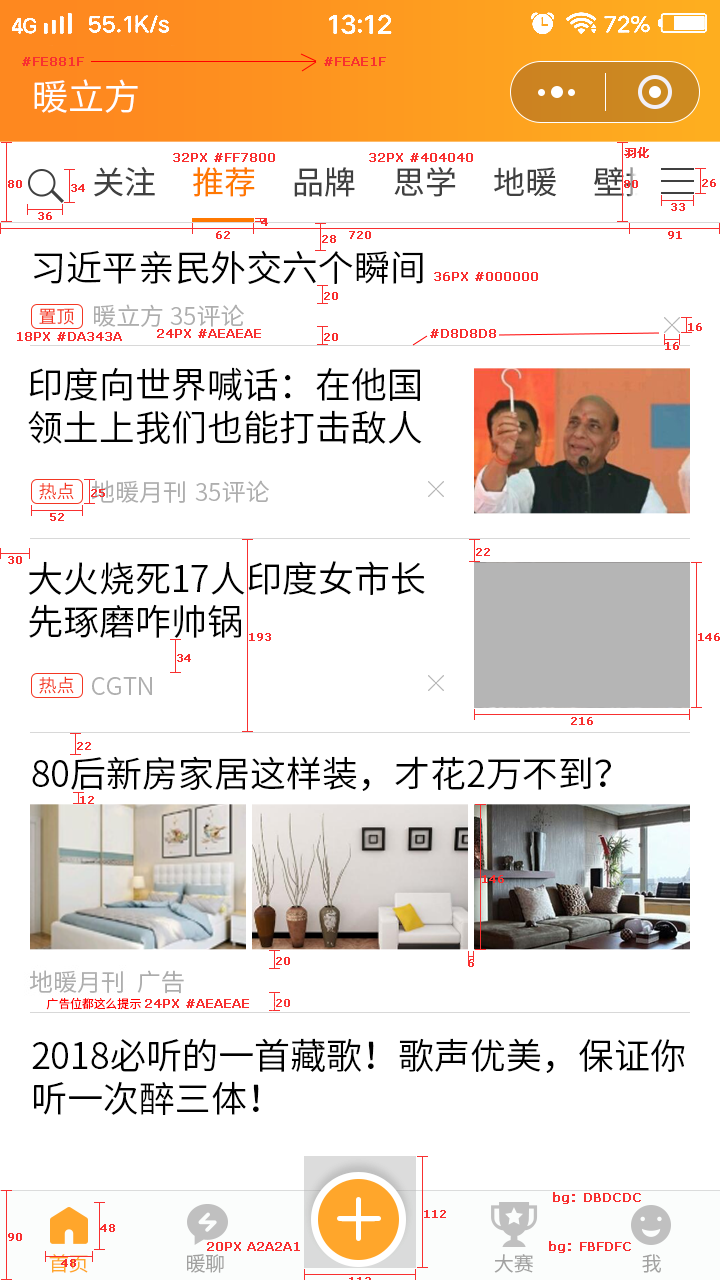 4G 55.1K/s 13:12 72%
#FE881F #FEAE1F
暖立方
32PX #FF7800 32PX #404040 羽化
80 34 关注 推荐 品牌 思学 地暖 壁 80 26
36 33
4
62 28 720 91
习近平亲民外交六个瞬间 36PX #000000
20
置顶 暖立方 35评论
18PX #DA343A 24PX #AEAEAE 20 #D8D8D8 16
16
印度向世界喊话：在他国
领土上我们也能打击敌人
热点 25 地暖月刊 35评论
52
30 22
大火烧死17人印度女市长
先琢磨咋帅锅
193 146
34
热点 CGTN
216
22
80后新房家居这样装，才花2万不到？
12
146
20 6
地暖月刊 广告
广告位都这么提示 24PX #AEAEAE 20
2018必听的一首藏歌！歌声优美，保证你
听一次醉三体！
bg: DBDCDC
112
48
90
20PX A2A2A1 bg: FBFDFC
48
首页 暖聊 大赛 我